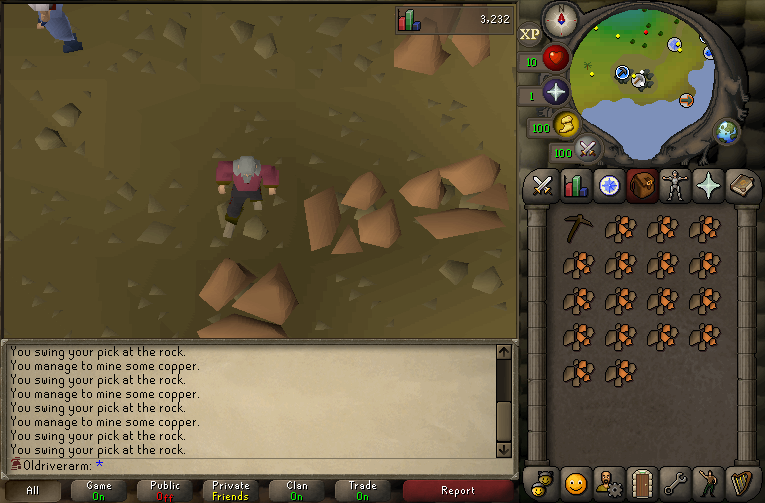 3,232
XP
10
1
100
100
You swing your pick at the rock.
You manage to mine some copper.
You swing your pick at the rock.
You manage to mine some copper.
You swing your pick at the rock.
You manage to mine some copper.
You swing your pick at the rock.
You swing your pick at the rock.
Oldriverarm: *
All
Game
On
Public
Off
Private
Friends
Clan
On
Trade
On
Report